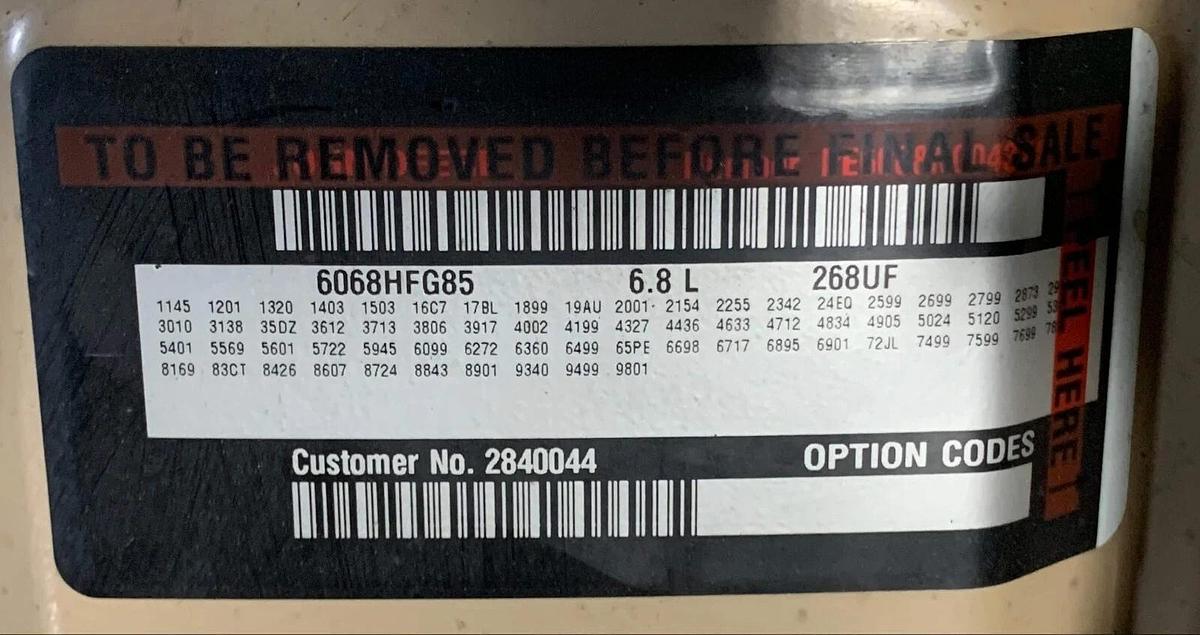 TO BE REMOVED BEFORE FINAL SALE
6068HFG85 6.8 L 268UF
1145 1201 1320 1403 1503 16C7 17BL 1899 19AU 2001 2154 2255 2342 24EQ 2599 2699 2799 2873
3010 3138 35DZ 3612 3713 3806 3917 4002 4199 4327 4436 4633 4712 4834 4905 5024 5120 5299
5401 5569 5601 5722 5945 6099 6272 6360 6499 65PE 6698 6717 6895 6901 72JL 7499 7599 7699
8169 83CT 8426 8607 8724 8843 8901 9340 9499 9801
Customer No. 2840044 OPTION CODES
PEEL HERE